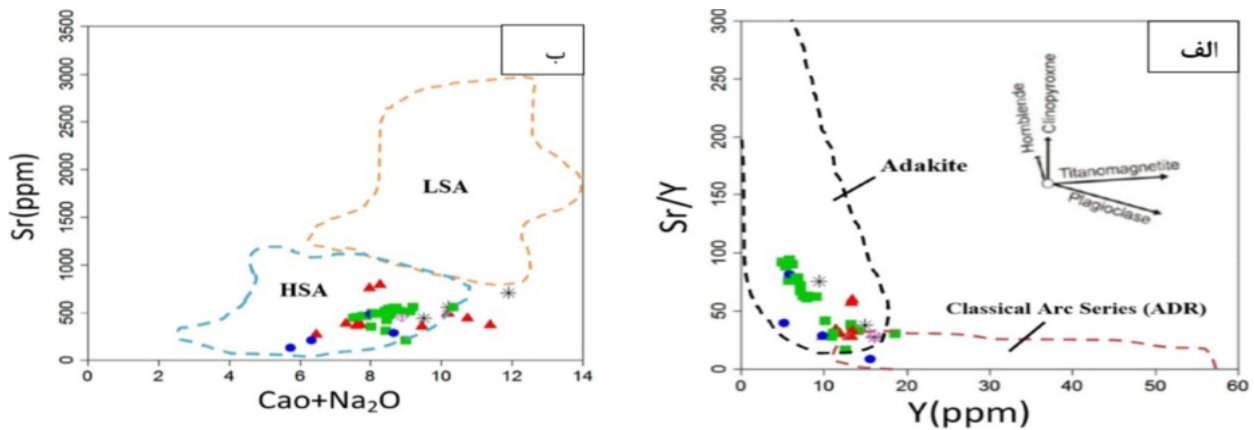 ب
3500
3000
2500
2000
1500
1000
500
0
Sr(ppm)
LSA
HSA
0 2 4 6 8 10 12 14
Cao+Na₂O
الف
300
250
200
150
100
50
0
Sr/Y
Adakite
Hornblende
Clinopyroxne
Titanomagnetite
Plagioclase
Classical Arc Series (ADR)
0 10 20 30 40 50 60
Y(ppm)